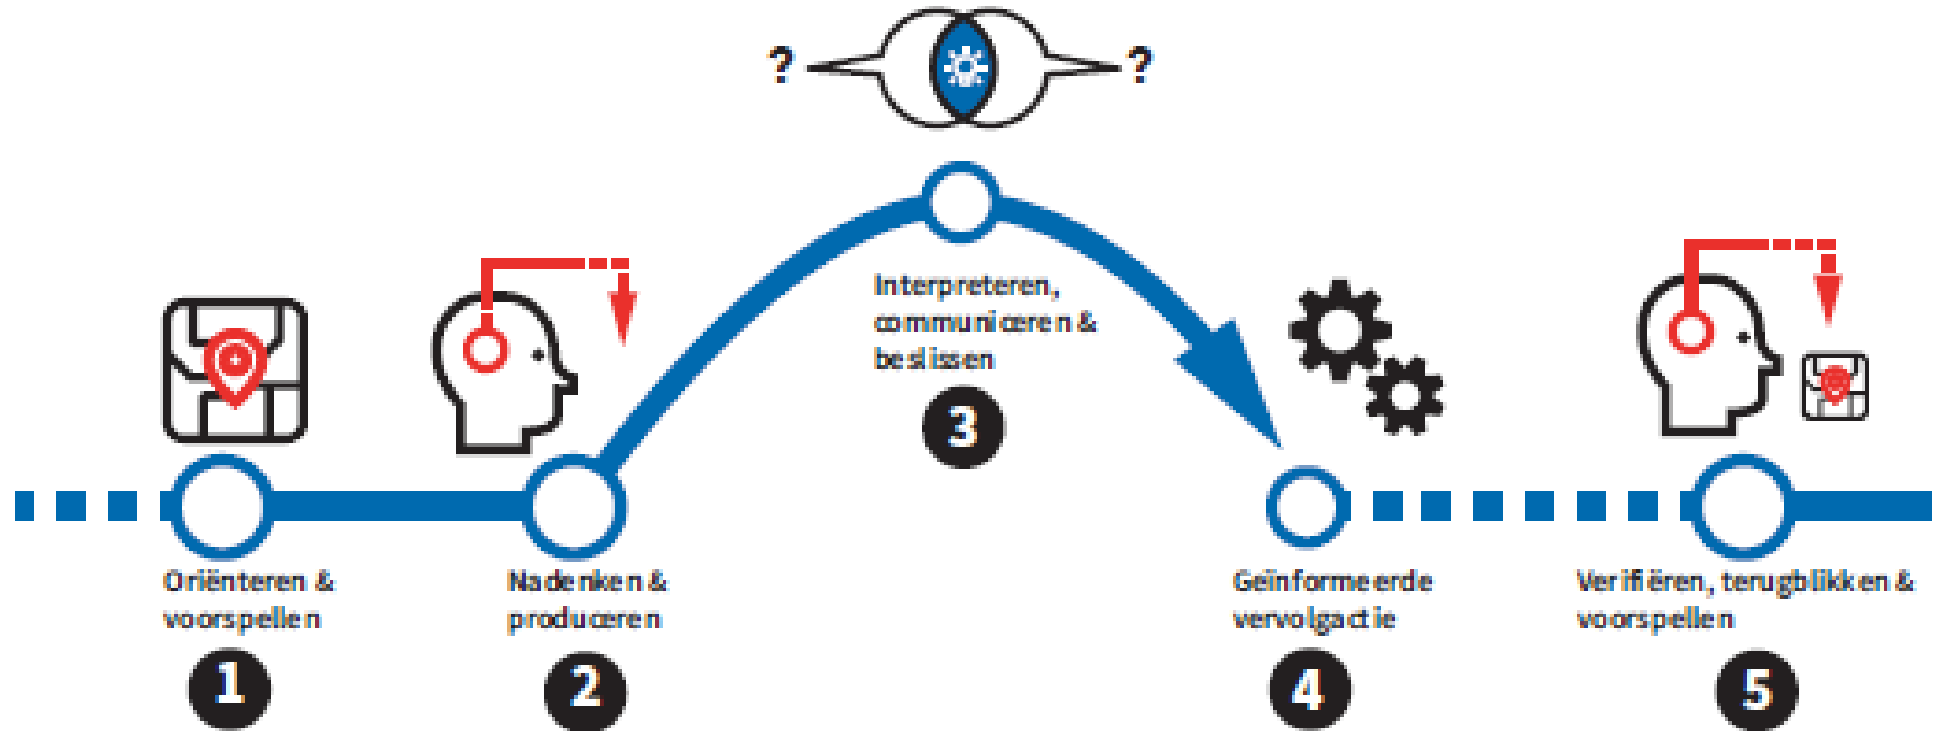 ? ?
Interpreteren,
communiceren &
beslissen
3
Oriënteren &
voorspellen
1
Nadenken &
produceren
2
Geïnformeerde
vervolgactie
4
Verifiëren, terugblikken &
voorspellen
5